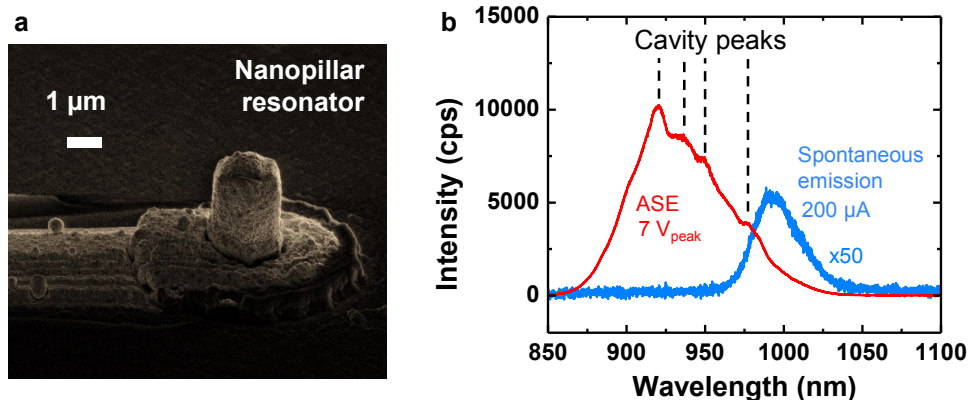 a
Nanopillar
resonator
1 µm
b
15000
10000
5000
0
Intensity (cps)
Cavity peaks
ASE
7 Vpeak
Spontaneous
emission
200 µA
x50
850 900 950 1000 1050 1100
Wavelength (nm)